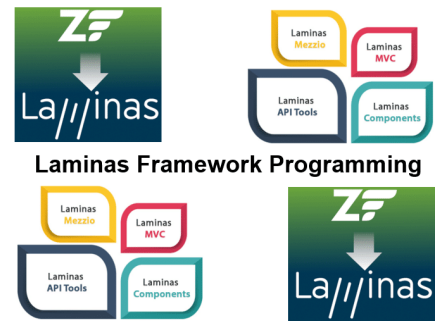 ZF
Laminas
Laminas
Mezzio
Laminas
MVC
Laminas
API Tools
Laminas
Components
Laminas Framework Programming
Laminas
Mezzio
Laminas
MVC
Laminas
API Tools
Laminas
Components
ZF
Laminas